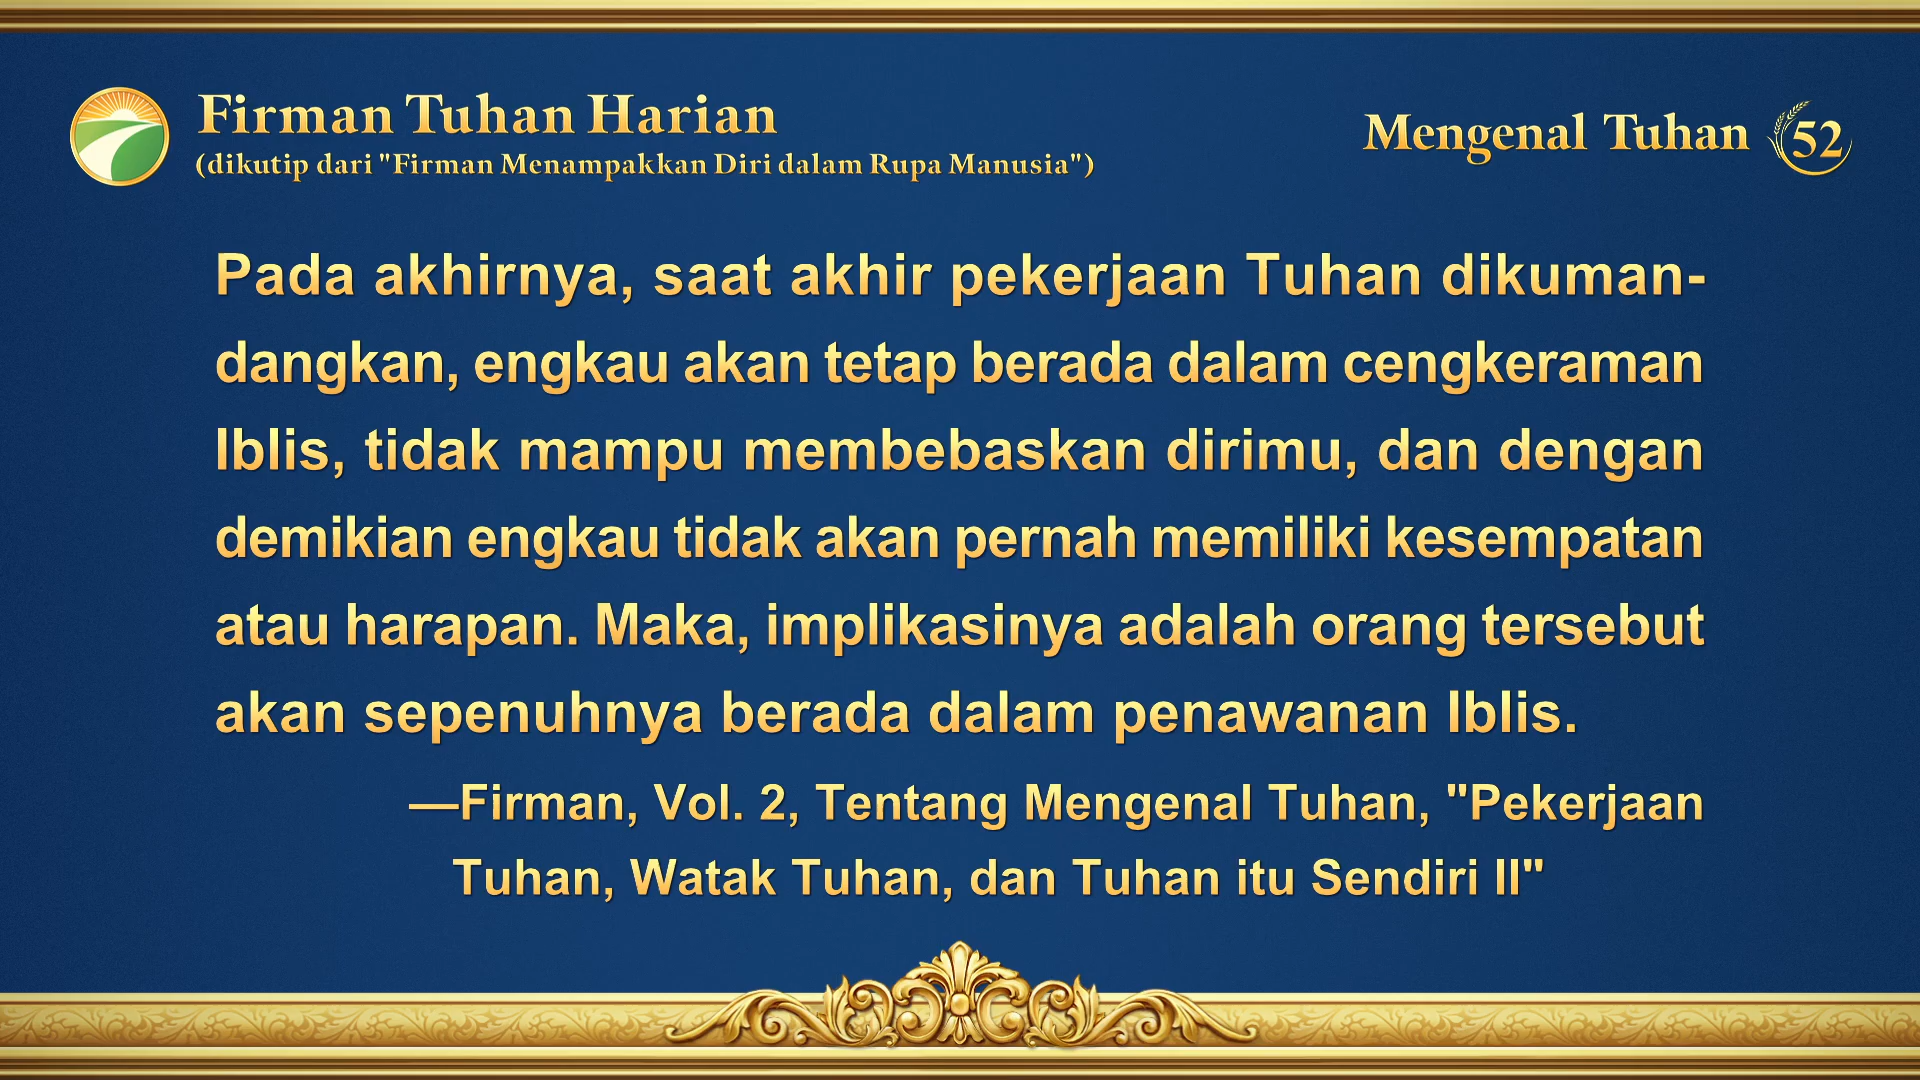 Firman Tuhan Harian
(dikutip dari "Firman Menampakkan Diri dalam Rupa Manusia")
Mengenal Tuhan 52
Pada akhirnya, saat akhir pekerjaan Tuhan dikuman-
dangkan, engkau akan tetap berada dalam cengkeraman
Iblis, tidak mampu membebaskan dirimu, dan dengan
demikian engkau tidak akan pernah memiliki kesempatan
atau harapan. Maka, implikasinya adalah orang tersebut
akan sepenuhnya berada dalam penawanan Iblis.
—Firman, Vol. 2, Tentang Mengenal Tuhan, "Pekerjaan
Tuhan, Watak Tuhan, dan Tuhan itu Sendiri II"